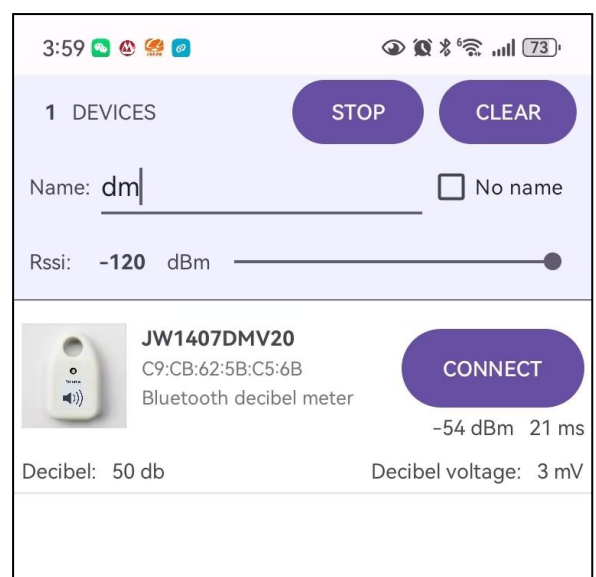 3:59 73
1 DEVICES STOP CLEAR
Name: dm No name
Rssi: -120 dBm
JW1407DMV20
C9:CB:62:5B:C5:6B
Bluetooth decibel meter
CONNECT
-54 dBm 21 ms
Decibel: 50 db Decibel voltage: 3 mV